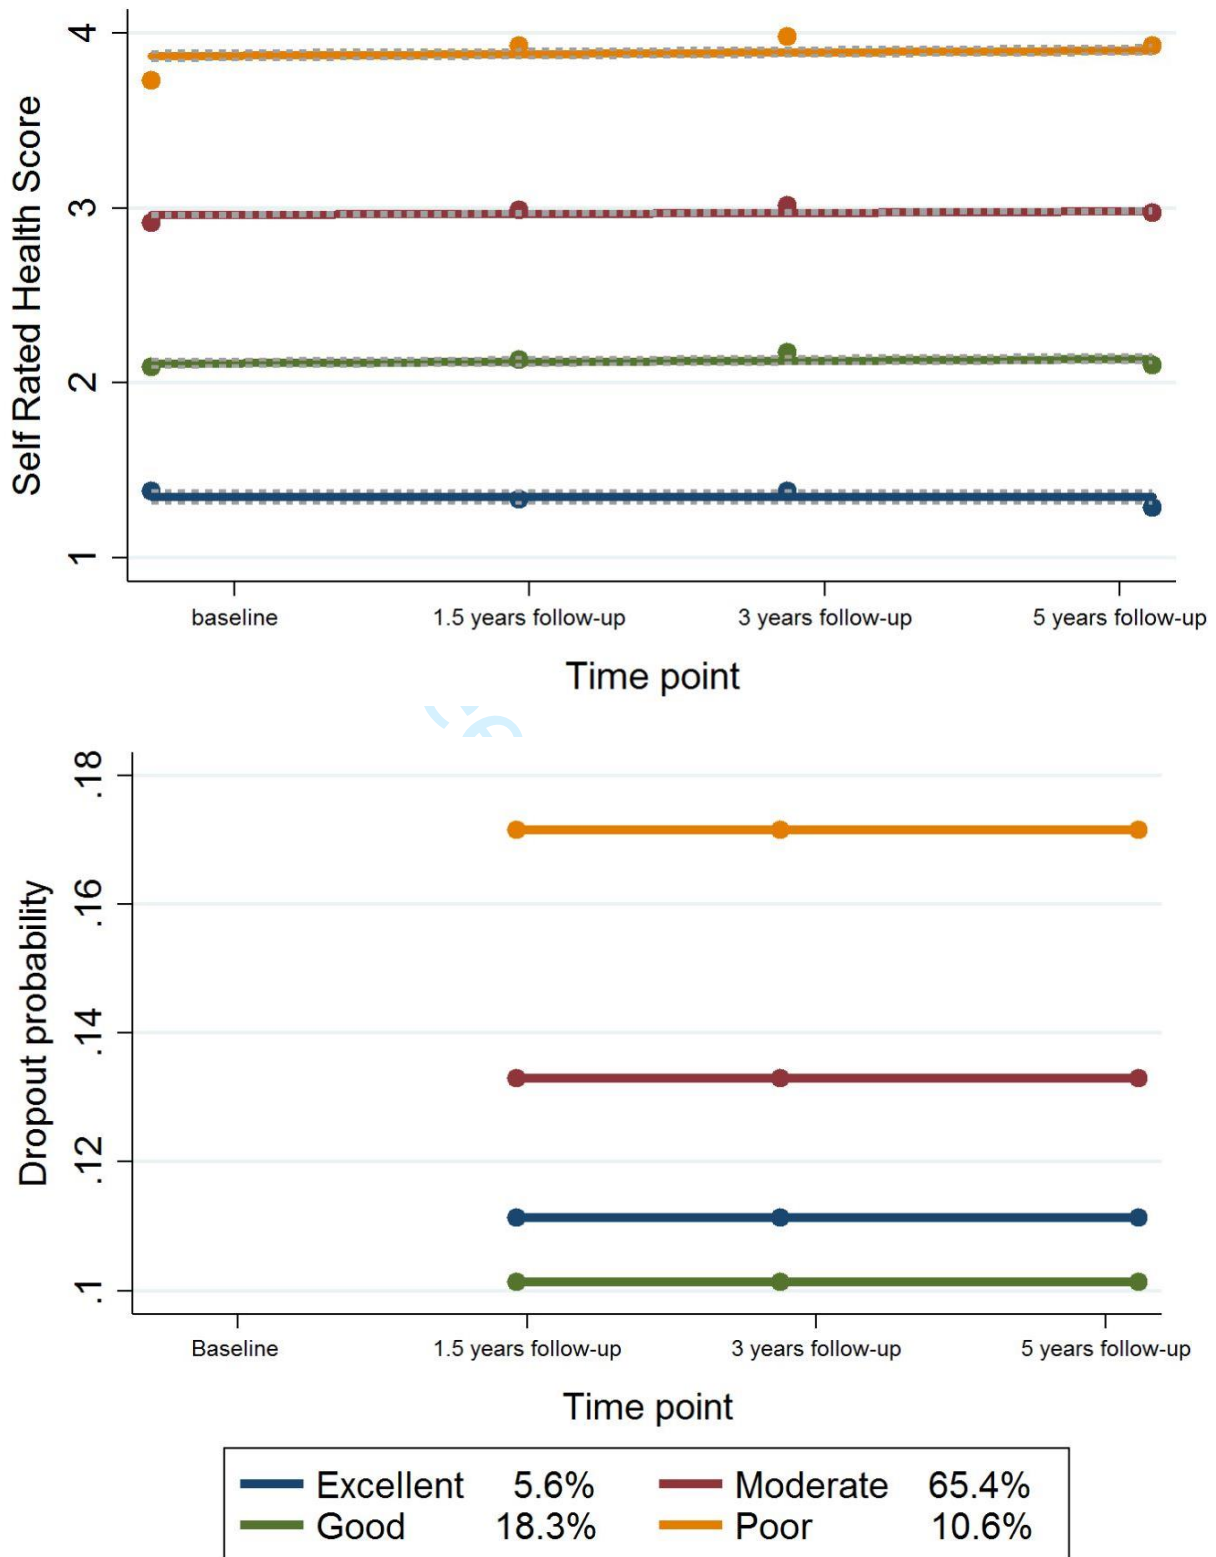 Self Rated Health Score
4
3
2
1
baseline 1.5 years follow-up 3 years follow-up 5 years follow-up
Time point
Dropout probability
.18
.16
.14
.12
.1
Baseline 1.5 years follow-up 3 years follow-up 5 years follow-up
Time point
Excellent 5.6% Moderate 65.4%
Good 18.3% Poor 10.6%